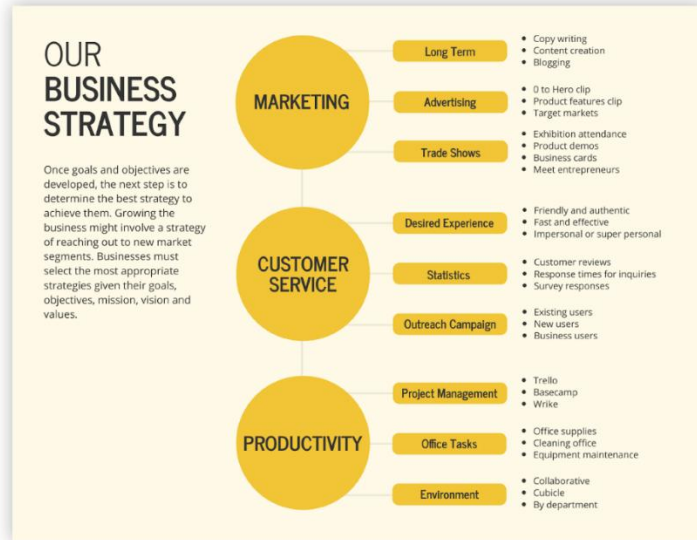 OUR
BUSINESS
STRATEGY
Once goals and objectives are
developed, the next step is to
determine the best strategy to
achieve them. Growing the
business might involve a strategy
of reaching out to new market
segments. Businesses must
select the most appropriate
strategies given their goals,
objectives, mission, vision and
values.
MARKETING
Long Term
• Copy writing
• Content creation
• Blogging
Advertising
• 0 to Hero clip
• Product features clip
• Target markets
Trade Shows
• Exhibition attendance
• Product demos
• Business cards
• Meet entrepreneurs
CUSTOMER
SERVICE
Desired Experience
• Friendly and authentic
• Fast and effective
• Impersonal or super personal
Statistics
• Customer reviews
• Response times for inquiries
• Survey responses
Outreach Campaign
• Existing users
• New users
• Business users
PRODUCTIVITY
Project Management
• Trello
• Basecamp
• Wrike
Office Tasks
• Office supplies
• Cleaning office
• Equipment maintenance
Environment
• Collaborative
• Cubicle
• By department